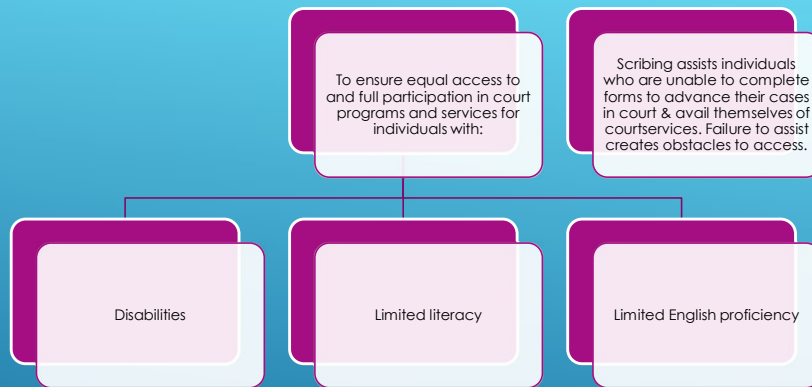 To ensure equal access to
and full participation in court
programs and services for
individuals with:
Scribing assists individuals
who are unable to complete
forms to advance their cases
in court & avail themselves of
courtservices. Failure to assist
creates obstacles to access.
Disabilities
Limited literacy
Limited English proficiency